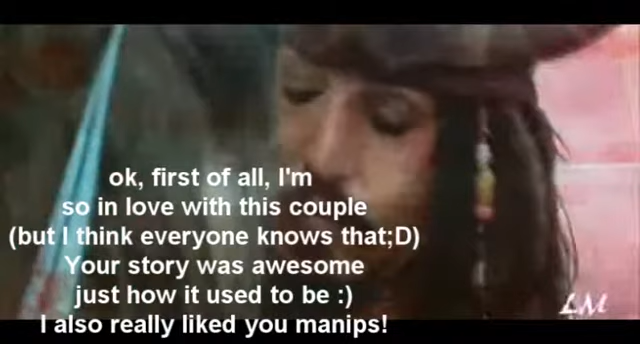 ok, first of all, I'm
so in love with this couple
(but I think everyone knows that;D)
Your story was awesome
just how it used to be :)
I also really liked you manips!
LM